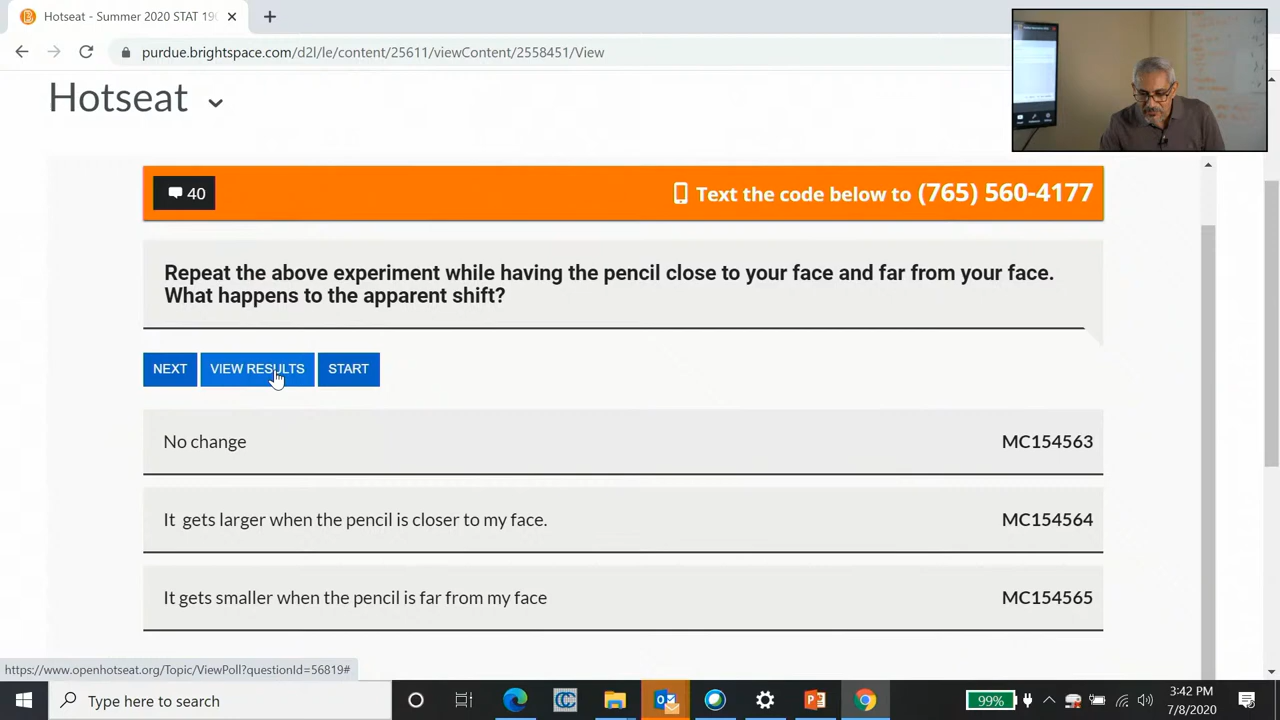 Hotseat - Summer 2020 STAT 190
purdue.brightspace.com/d2l/le/content/25611/viewContent/2558451/View
Hotseat
40
Text the code below to (765) 560-4177
Repeat the above experiment while having the pencil close to your face and far from your face.
What happens to the apparent shift?
NEXT
VIEW RESULTS
START
No change
MC154563
It gets larger when the pencil is closer to my face.
MC154564
It gets smaller when the pencil is far from my face
MC154565
https://www.openhotseat.org/Topic/ViewPoll?questionId=56819#
Type here to search
99%
3:42 PM
7/8/2020